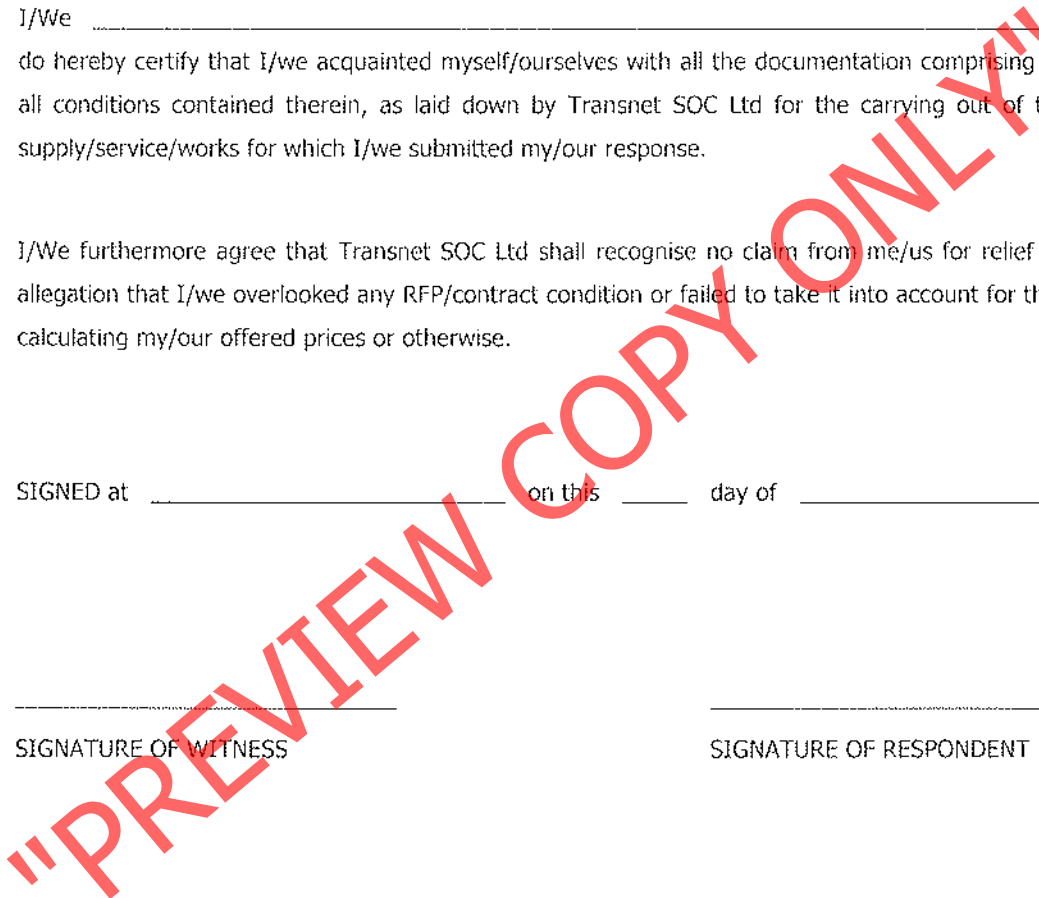 I/We
do hereby certify that I/we acquainted myself/ourselves with all the documentation comprising
all conditions contained therein, as laid down by Transnet SOC Ltd for the carrying out of t
supply/service/works for which I/we submitted my/our response.
I/We furthermore agree that Transnet SOC Ltd shall recognise no claim from me/us for relief
allegation that I/we overlooked any RFP/contract condition or failed to take it into account for th
calculating my/our offered prices or otherwise.
SIGNED at on this day of
SIGNATURE OF WITNESS SIGNATURE OF RESPONDENT
"PREVIEW COPY ONLY"